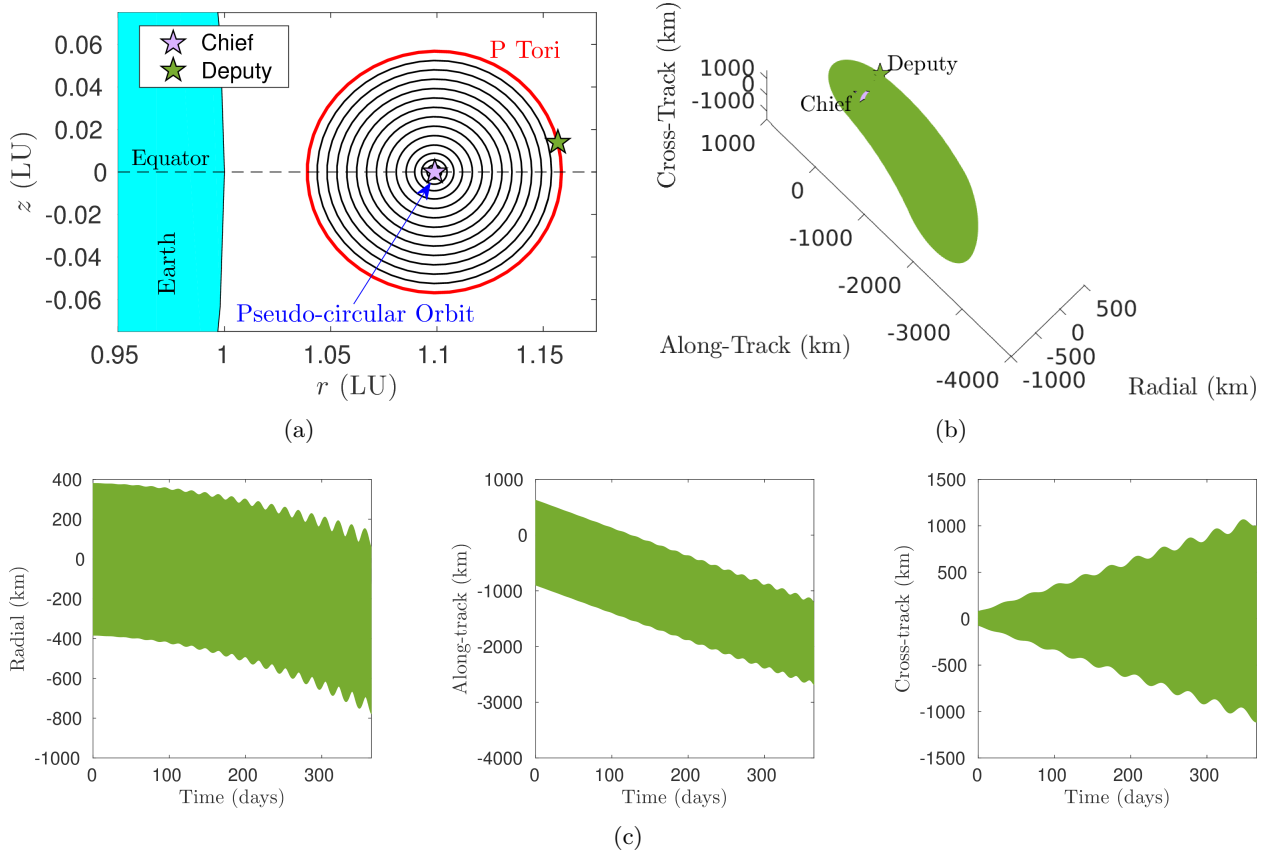 Chief
Deputy
P Tori
0.06
0.04
0.02
0
-0.02
-0.04
-0.06
z (LU)
Equator
Earth
Pseudo-circular Orbit
0.95
1
1.05
1.1
1.15
r (LU)
(a)
Cross-Track (km)
1000
0
-1000
Deputy
Chief
1000
0
-1000
-2000
-3000
-4000
Along-Track (km)
500
0
-500
-1000
Radial (km)
(b)
400
200
0
-200
-400
-600
-800
-1000
Radial (km)
0
100
200
300
Time (days)
1000
0
-1000
-2000
-3000
-4000
Along-track (km)
0
100
200
300
Time (days)
1500
1000
500
0
-500
-1000
-1500
Cross-track (km)
0
100
200
300
Time (days)
(c)